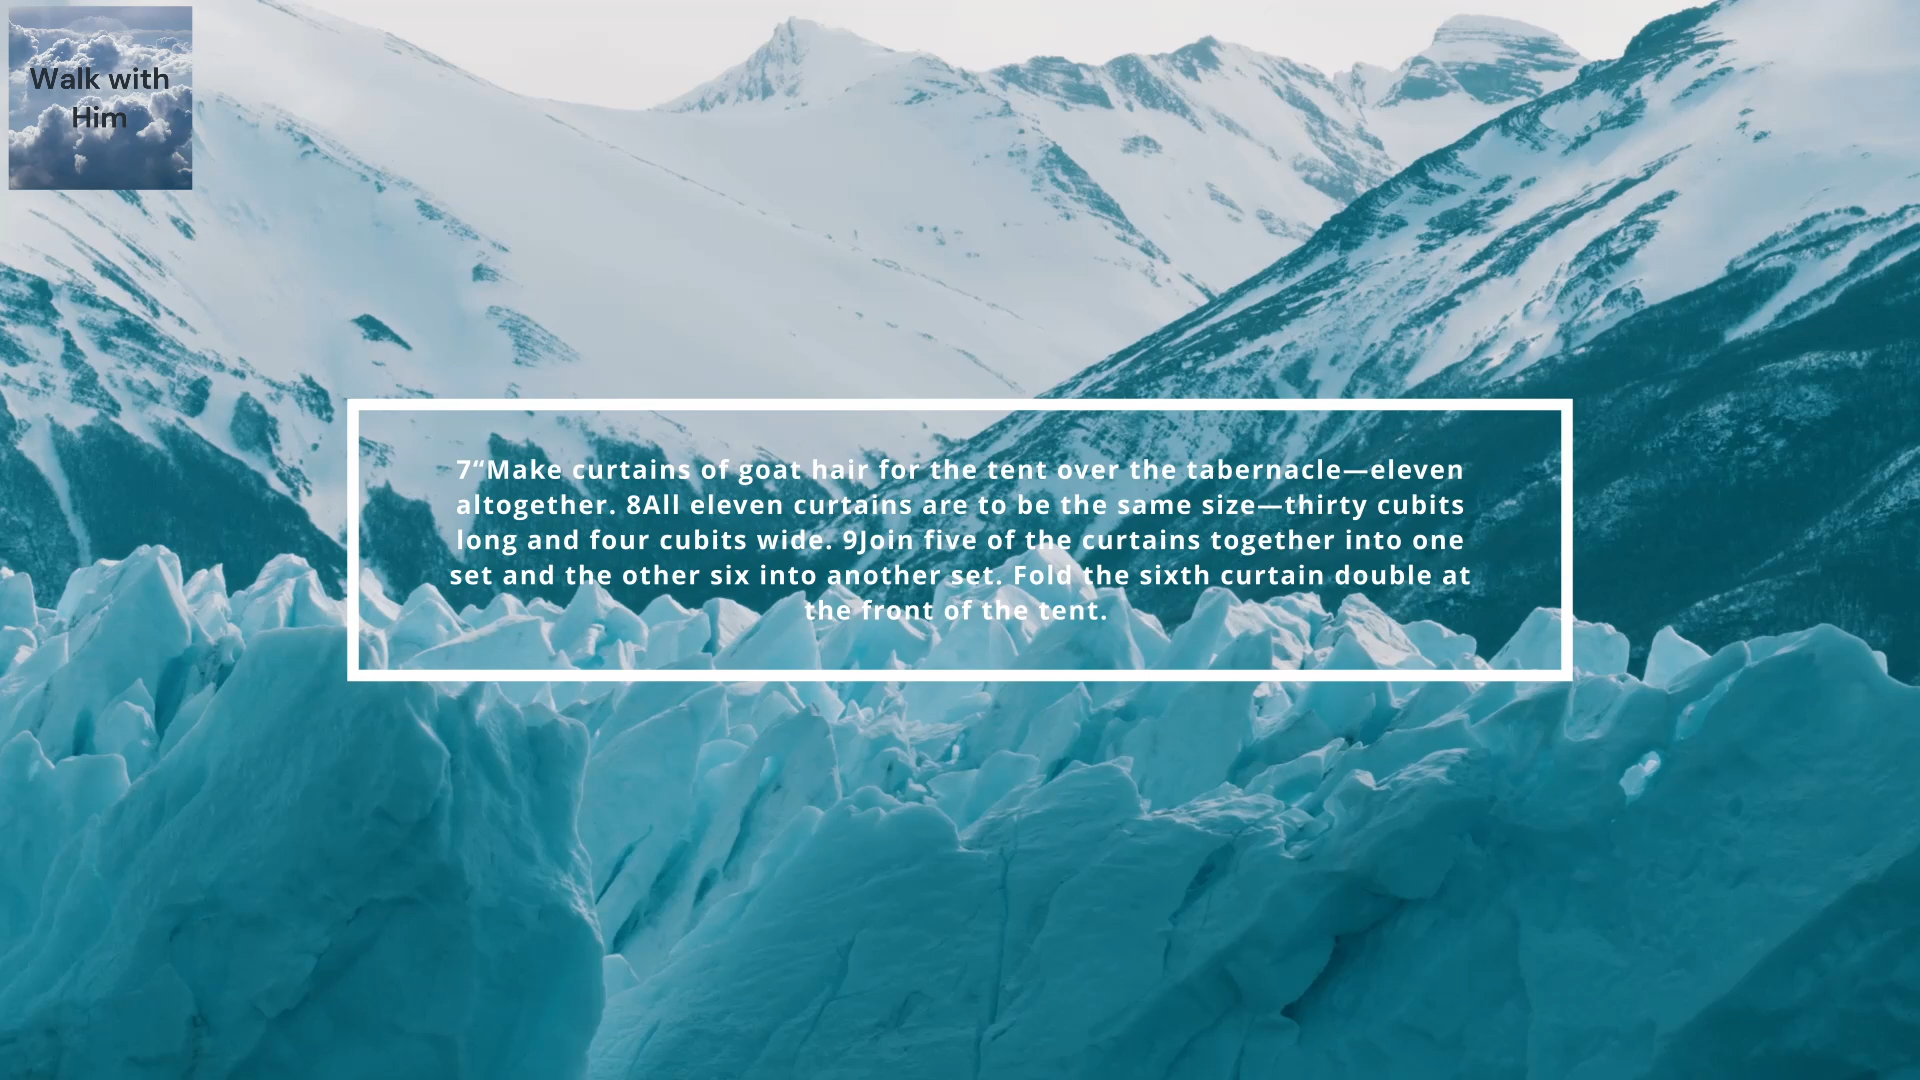 Walk with
Him
7“Make curtains of goat hair for the tent over the tabernacle—eleven
altogether. 8All eleven curtains are to be the same size—thirty cubits
long and four cubits wide. 9Join five of the curtains together into one
set and the other six into another set. Fold the sixth curtain double at
the front of the tent.